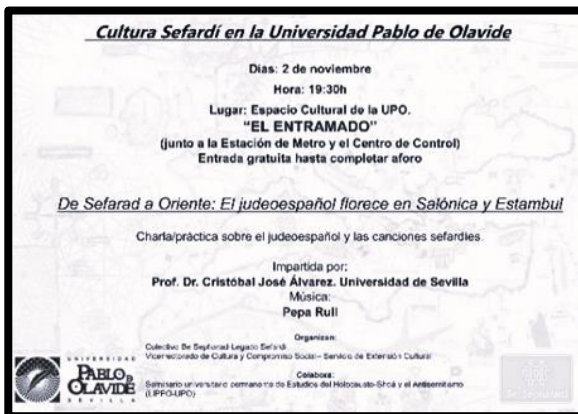 Cultura Sefardí en la Universidad Pablo de Olavide
Dias: 2 de noviembre
Hora: 19:30h
Lugar: Espacio Cultural de la UPO.
"EL ENTRAMADO"
(junto a la Estación de Metro y el Centro de Control)
Entrada gratuita hasta completar aforo
De Sefarad a Oriente: El judeoespañol florece en Salónica y Estambul
Charla/práctica sobre el judeoespañol y las canciones sefardíes.
Impartida por:
Prof. Dr. Cristóbal José Álvarez. Universidad de Sevilla
Música:
Pepa Rull
Organizan:
Colectivo Be Sepharad-Legado Sefardí
Vicerrectorado de Cultura y Compromiso Social – Servicio de Extensión Cultural
Colabora:
Seminario universitario permanente de Estudios del Holocausto-Shoá y el Antisemitismo
(LIPPO-UPO)
UNIVERSIDAD
PABLO DE
OLAVIDE
SEVILLA
Be Sepharad